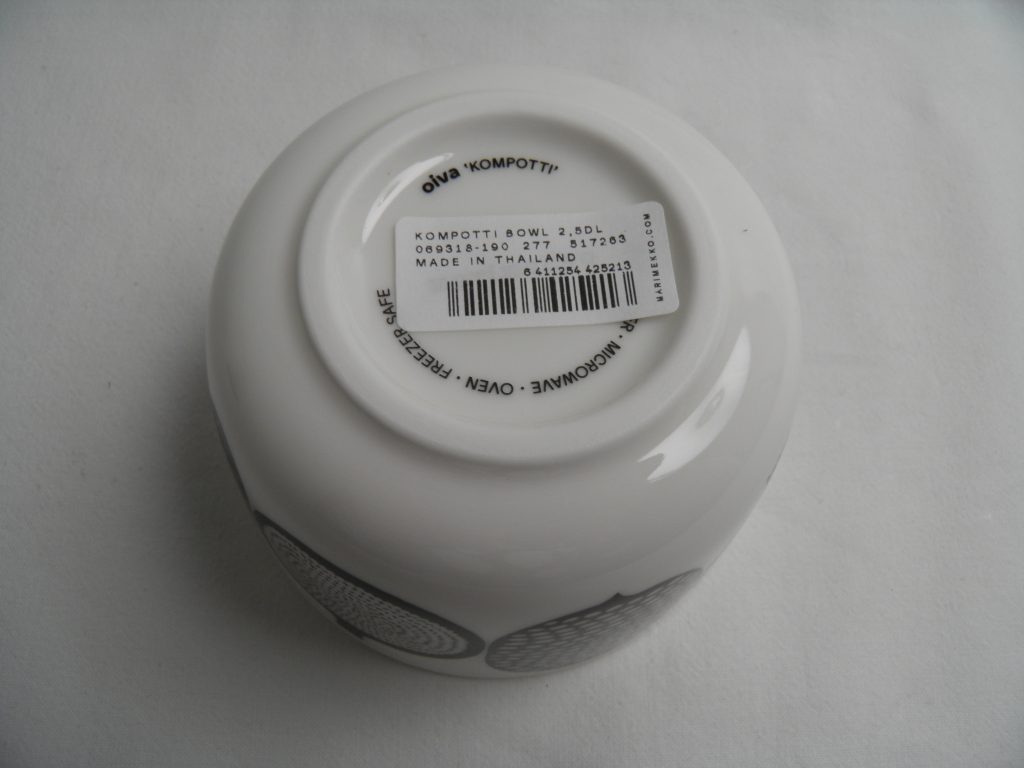 oiva 'KOMPOTTI'
KOMPOTTI BOWL 2,5DL
069318-190 277 517263
MADE IN THAILAND
6 411254 425213
MARIMEKKO.COM
MICROWAVE · OVEN · FREEZER SAFE